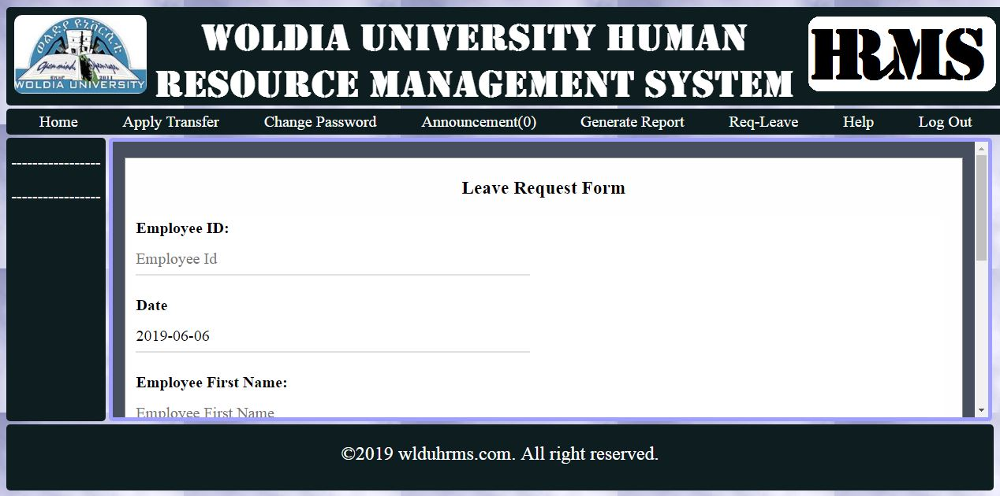 ወልድያ ዩኒቨርሲቲ
WOLDIA UNIVERSITY
WOLDIA UNIVERSITY HUMAN
RESOURCE MANAGEMENT SYSTEM
HRMS
Home Apply Transfer Change Password Announcement(0) Generate Report Req-Leave Help Log Out
-----------------
-----------------
Leave Request Form
Employee ID:
Employee Id
Date
2019-06-06
Employee First Name:
Employee First Name
©2019 wlduhrms.com. All right reserved.